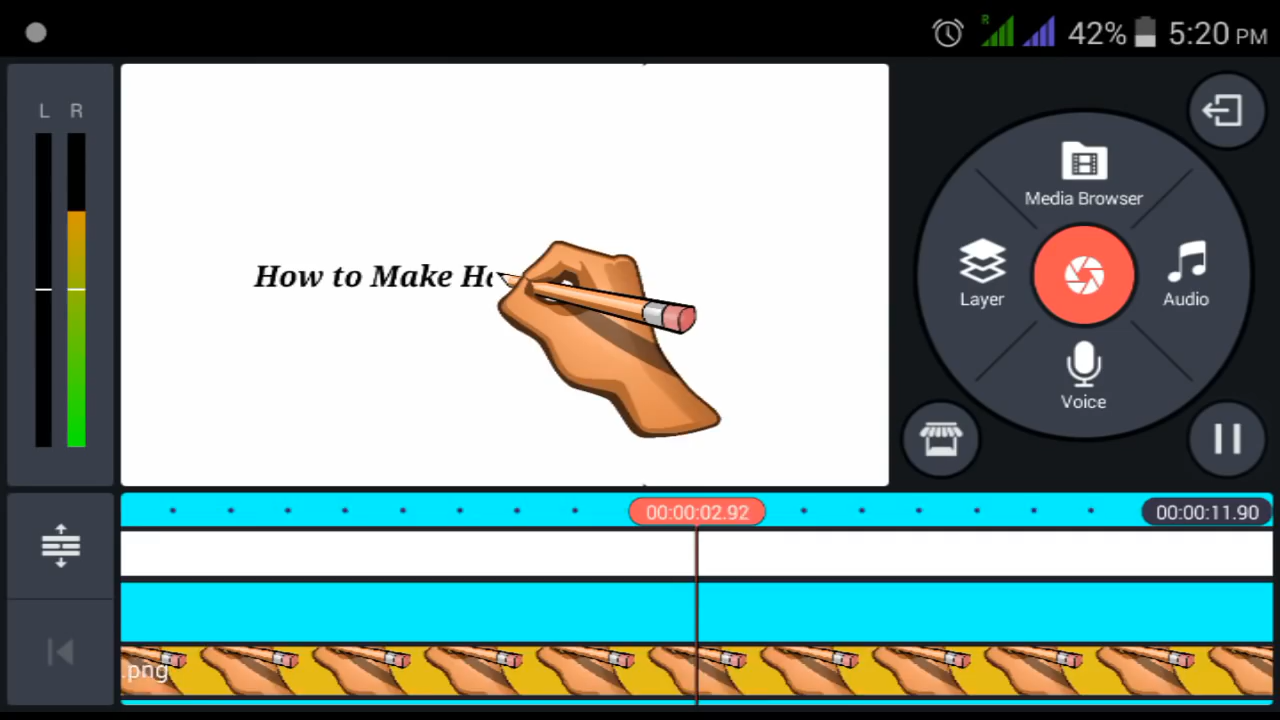 R
42%
5:20 PM
L R
How to Make Ho
Media Browser
Layer
Audio
Voice
00:00:02.92
00:00:11.90
.png